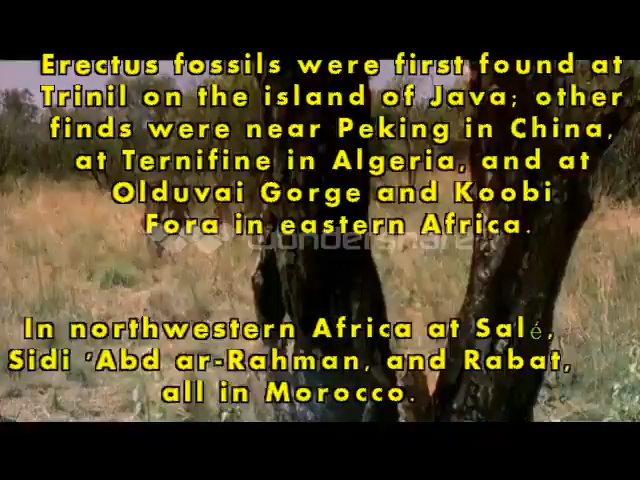 Erectus fossils were first found at
Trinil on the island of Java; other
finds were near Peking in China,
at Ternifine in Algeria, and at
Olduvai Gorge and Koobi
Fora in eastern Africa.
wondershare
In northwestern Africa at Salé,
Sidi 'Abd ar-Rahman, and Rabat,
all in Morocco.